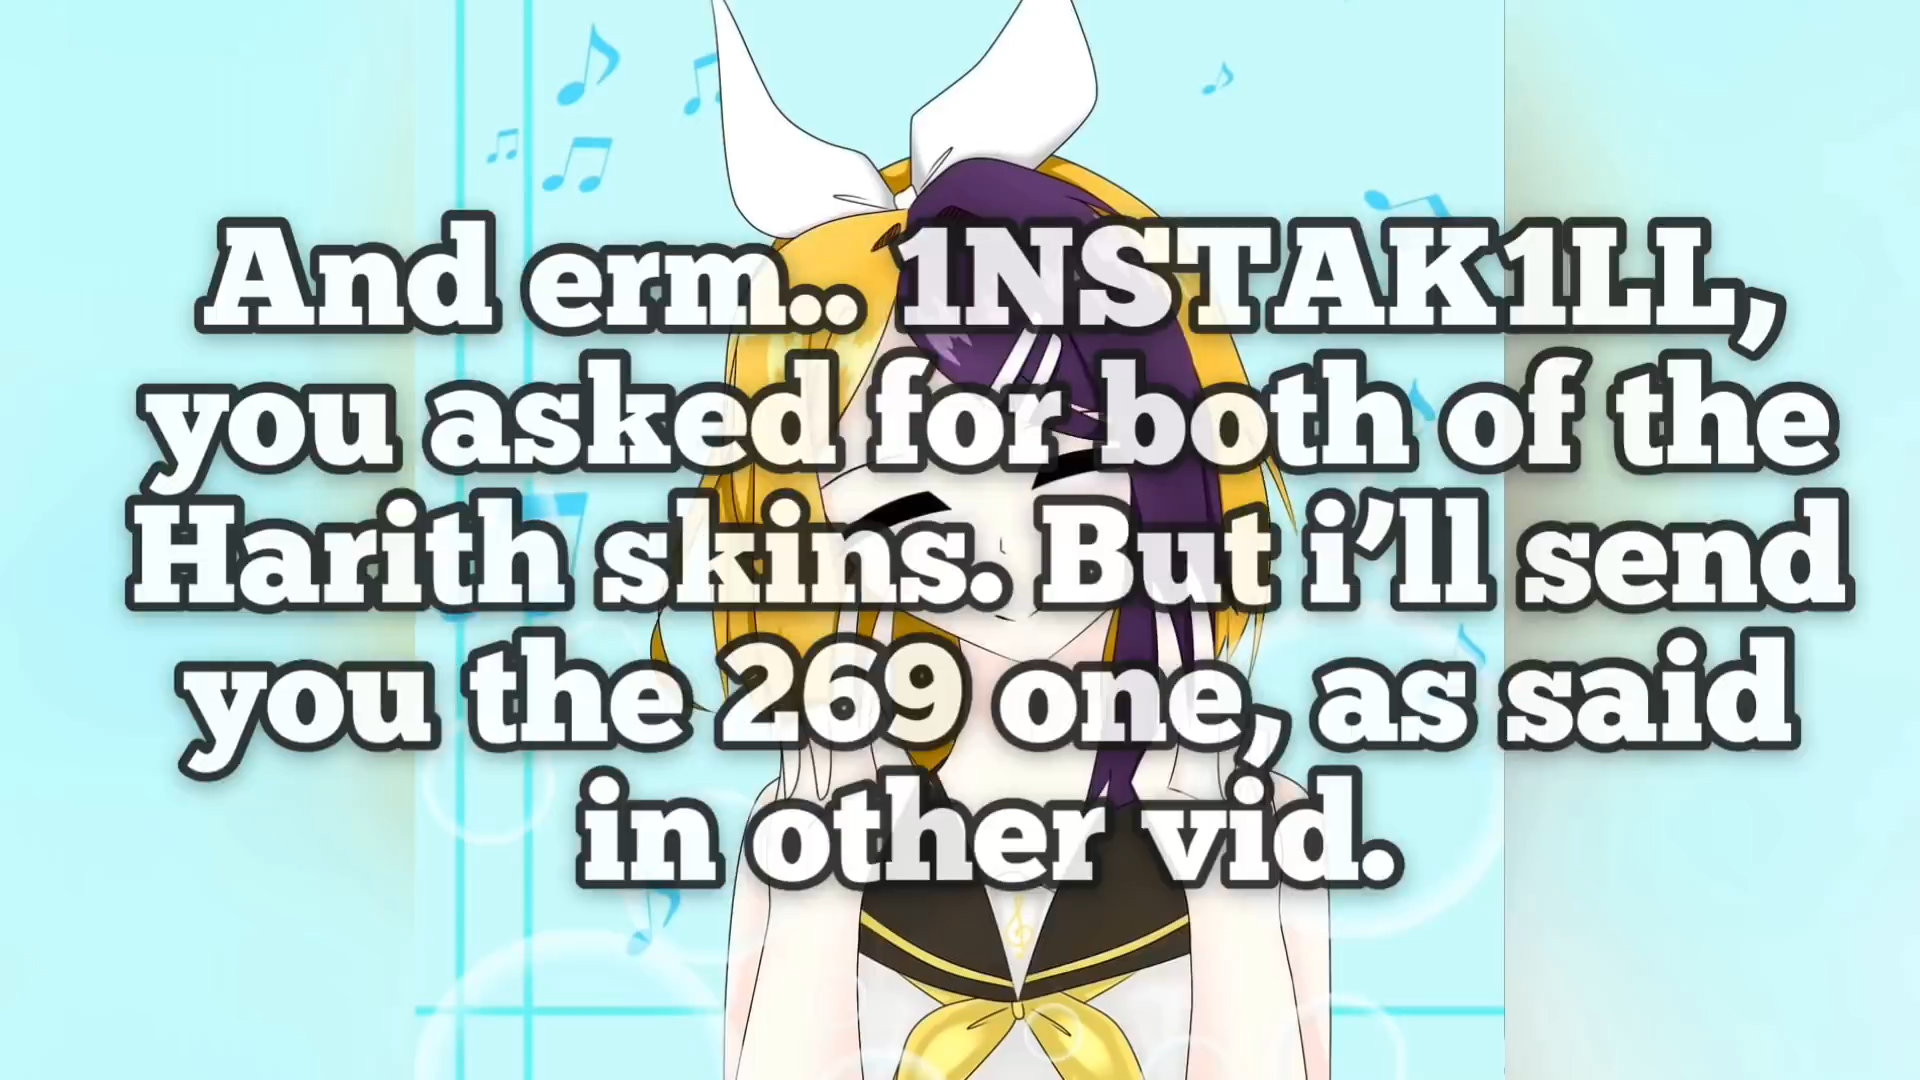 And erm.. 1NSTAK1LL,
you asked for both of the
Harith skins. But i'll send
you the 269 one, as said
in other vid.